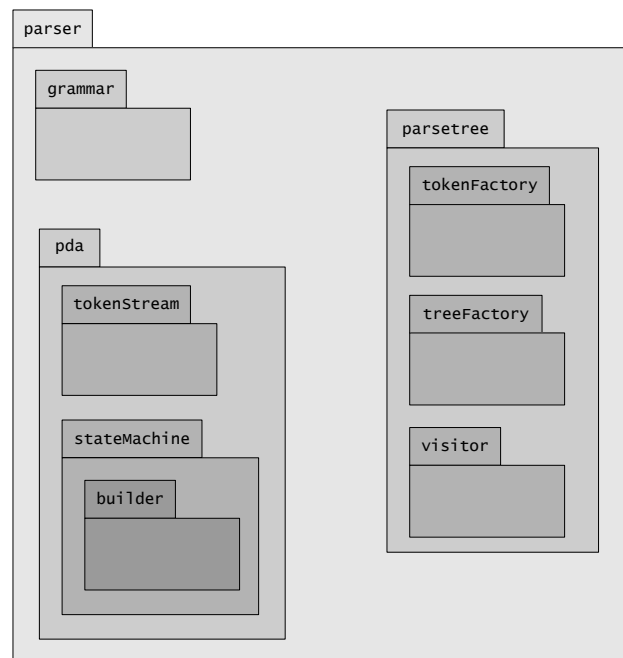 parser
grammar
pda
tokenStream
stateMachine
builder
parsetree
tokenFactory
treeFactory
visitor